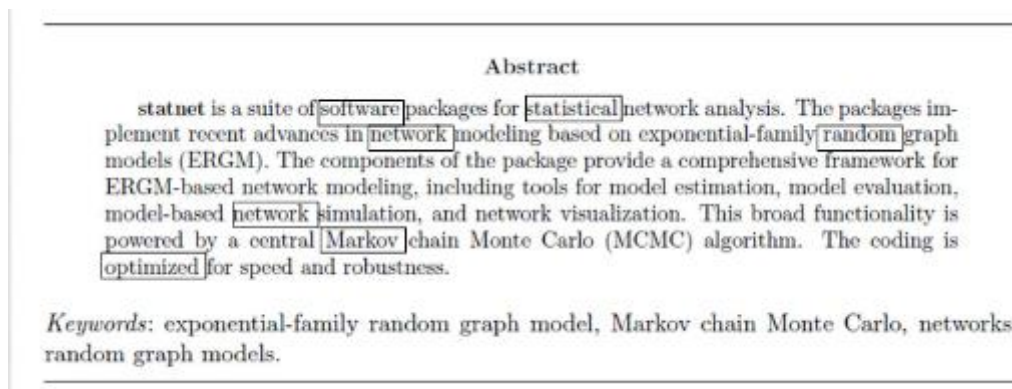 Abstract
statnet is a suite of software packages for statistical network analysis. The packages im-
plement recent advances in network modeling based on exponential-family random graph
models (ERGM). The components of the package provide a comprehensive framework for
ERGM-based network modeling, including tools for model estimation, model evaluation,
model-based network simulation, and network visualization. This broad functionality is
powered by a central Markov chain Monte Carlo (MCMC) algorithm. The coding is
optimized for speed and robustness.
Keywords: exponential-family random graph model, Markov chain Monte Carlo, networks
random graph models.